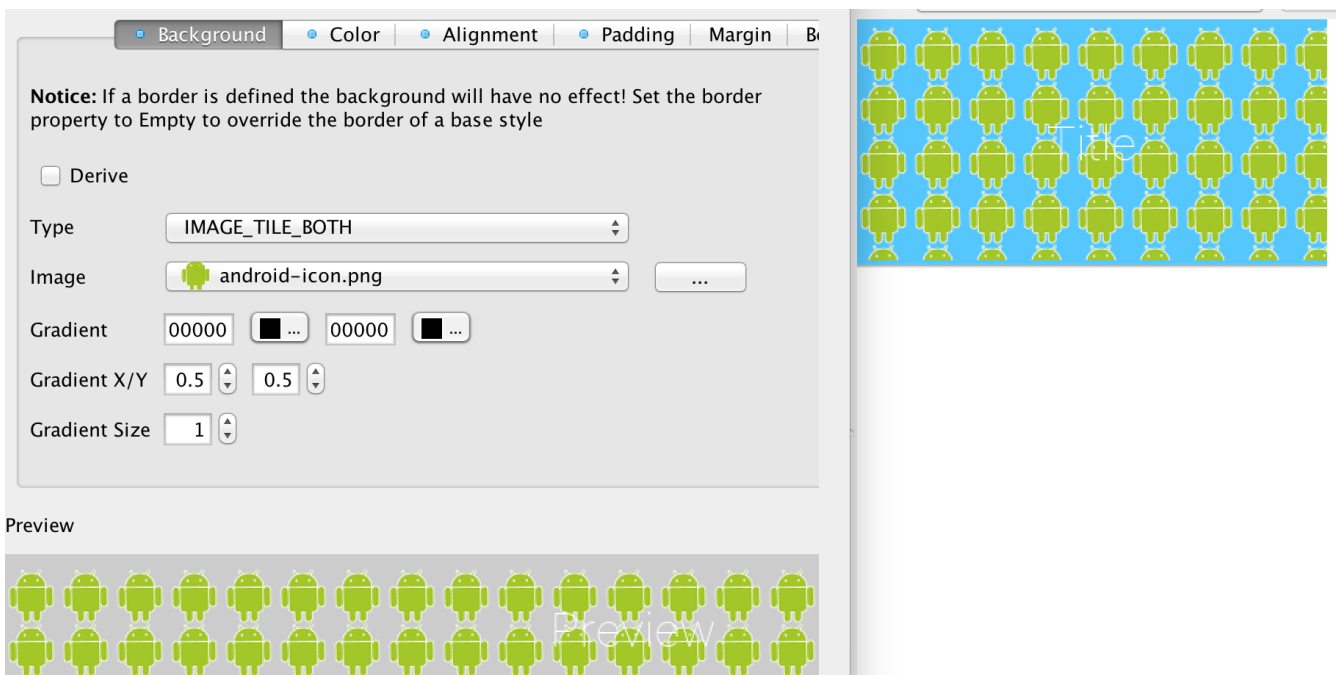 Background Color Alignment Padding Margin
Notice: If a border is defined the background will have no effect! Set the border
property to Empty to override the border of a base style
Derive
Type IMAGE_TILE_BOTH
Image android-icon.png ...
Gradient 00000 ... 00000 ...
Gradient X/Y 0.5 0.5
Gradient Size 1
Preview
Preview
Title